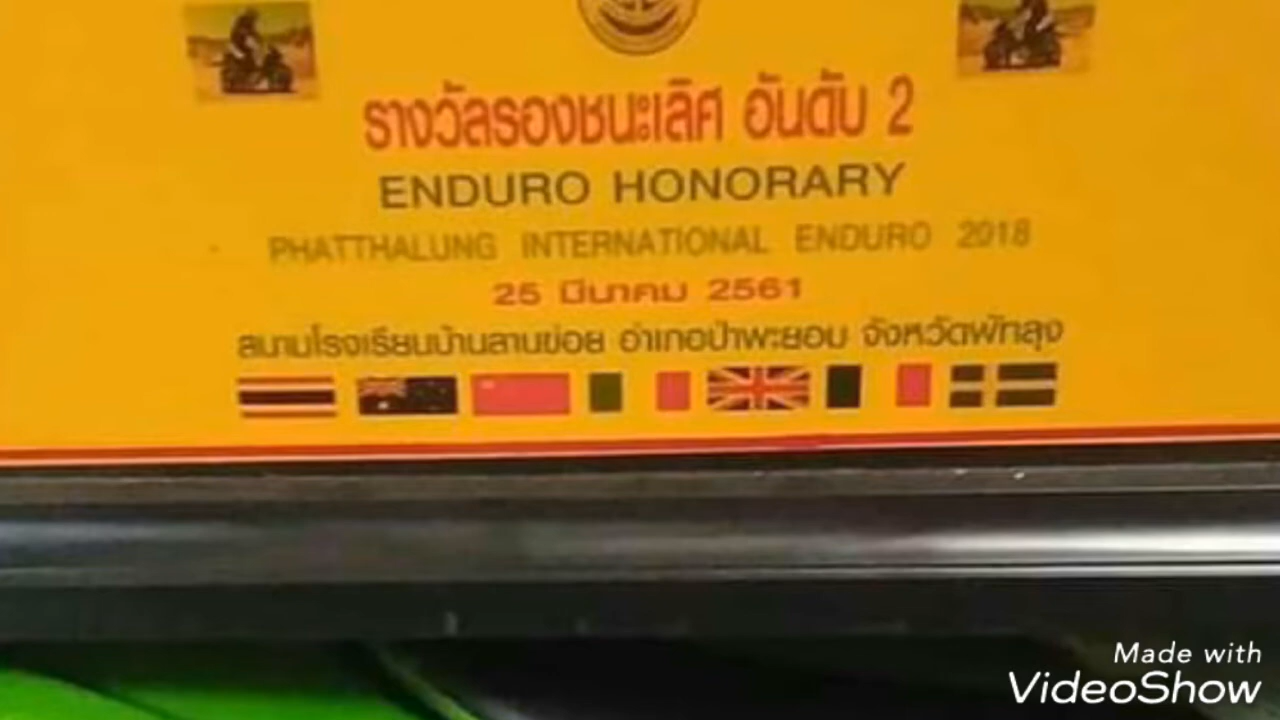 รางวัลรองชนะเลิศ อันดับ 2
ENDURO HONORARY
PHATTHALUNG INTERNATIONAL ENDURO 2018
25 มีนาคม 2561
สนามโรงเรียนบ้านลานข่อย อำเภอป่าพะยอม จังหวัดพัทลุง
Made with
VideoShow